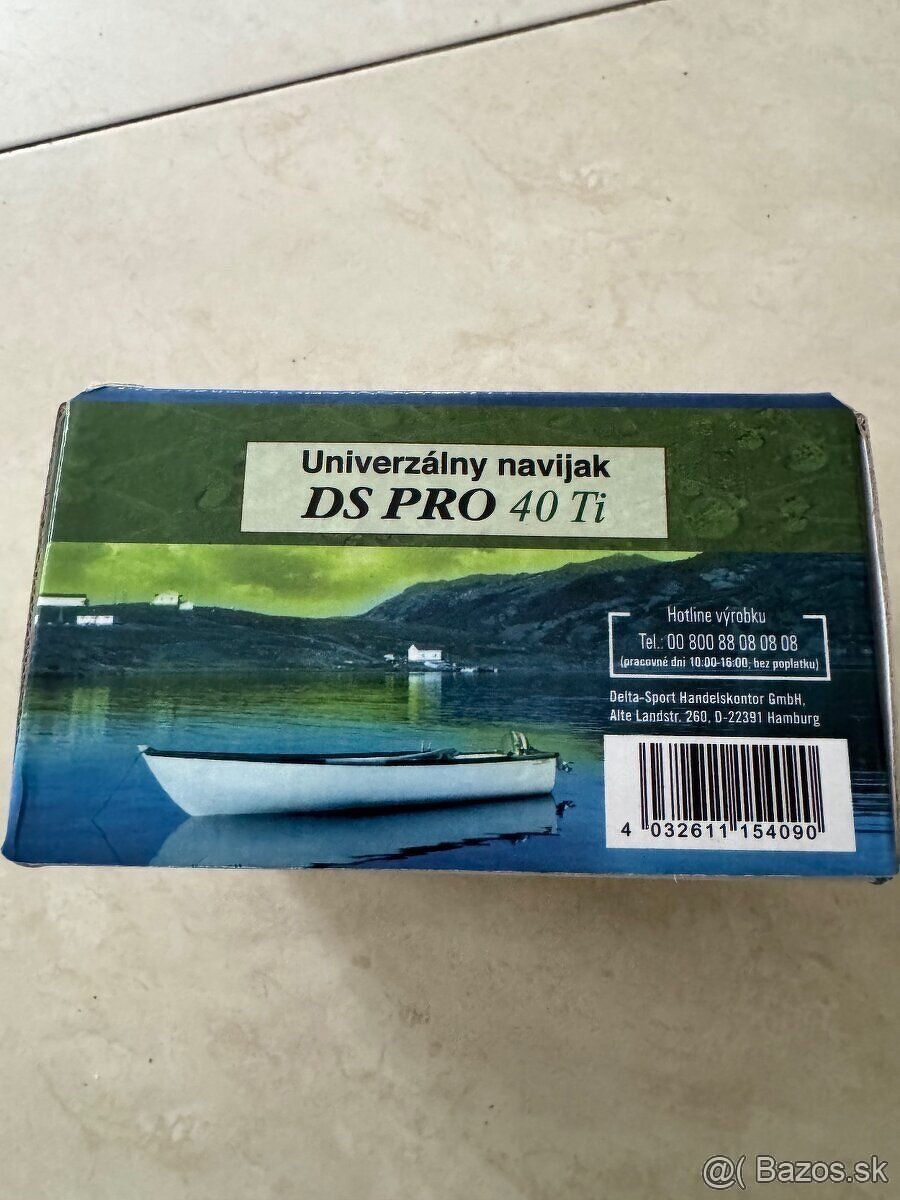 Univerzálny navijak
DS PRO 40 Ti
Hotline výrobku
Tel.: 00 800 88 08 08 08
(pracovné dni 10:00-16:00; bez poplatku)
Delta-Sport Handelskontor GmbH,
Alte Landstr. 260, D-22391 Hamburg
4 032611 154090
@( Bazos.sk